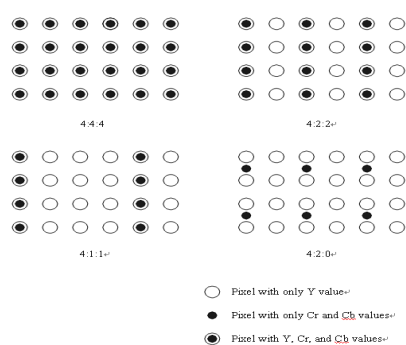 4:4:4
4:2:2
4:1:1
4:2:0
Pixel with only Y value
Pixel with only Cr and Cb values
Pixel with Y, Cr, and Cb values